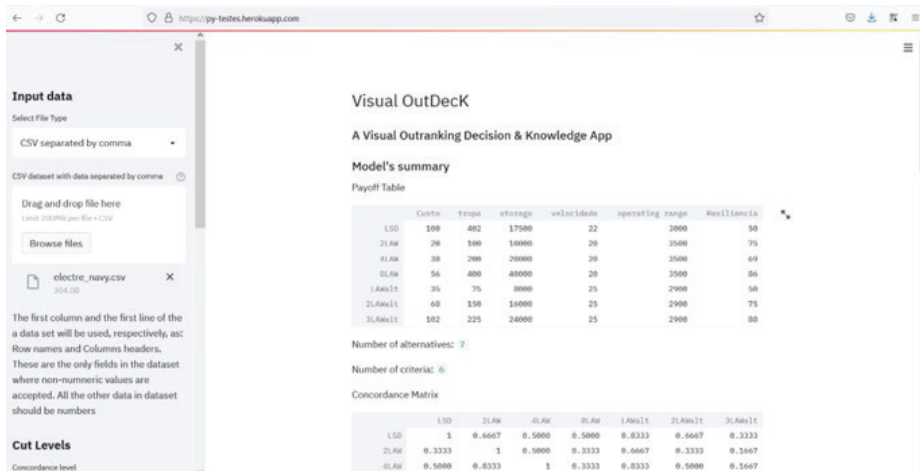 https://py-testes.herokuapp.com
Input data
Select File Type
CSV separated by comma
CSV dataset with data separated by comma
Drag and drop file here
Limit 200MB per file • CSV
Browse files
electre_navy.csv
304.0B
The first column and the first line of the
a data set will be used, respectively, as:
Row names and Columns headers.
These are the only fields in the dataset
where non-numneric values are
accepted. All the other data in dataset
should be numbers
Cut Levels
Concordance level
Visual OutDecK
A Visual Outranking Decision & Knowledge App
Model's summary
Payoff Table
Custo tropa storage velocidade operating range Resiliencia
LSD 100 402 17500 22 3000 50
2LAW 20 100 10000 20 3500 75
4LAW 38 200 20000 20 3500 69
8LAW 56 400 40000 20 3500 86
LAWalt 35 75 8000 25 2900 50
2LAWalt 60 150 16000 25 2900 75
3LAWalt 102 225 24000 25 2900 80
Number of alternatives: 7
Number of criteria: 6
Concordance Matrix
LSD 2LAW 4LAW 8LAW LAWalt 2LAWalt 3LAWalt
LSD 1 0.6667 0.5000 0.5000 0.8333 0.6667 0.3333
2LAW 0.3333 1 0.5000 0.3333 0.6667 0.3333 0.1667
4LAW 0.5000 0.8333 1 0.3333 0.8333 0.5000 0.1667